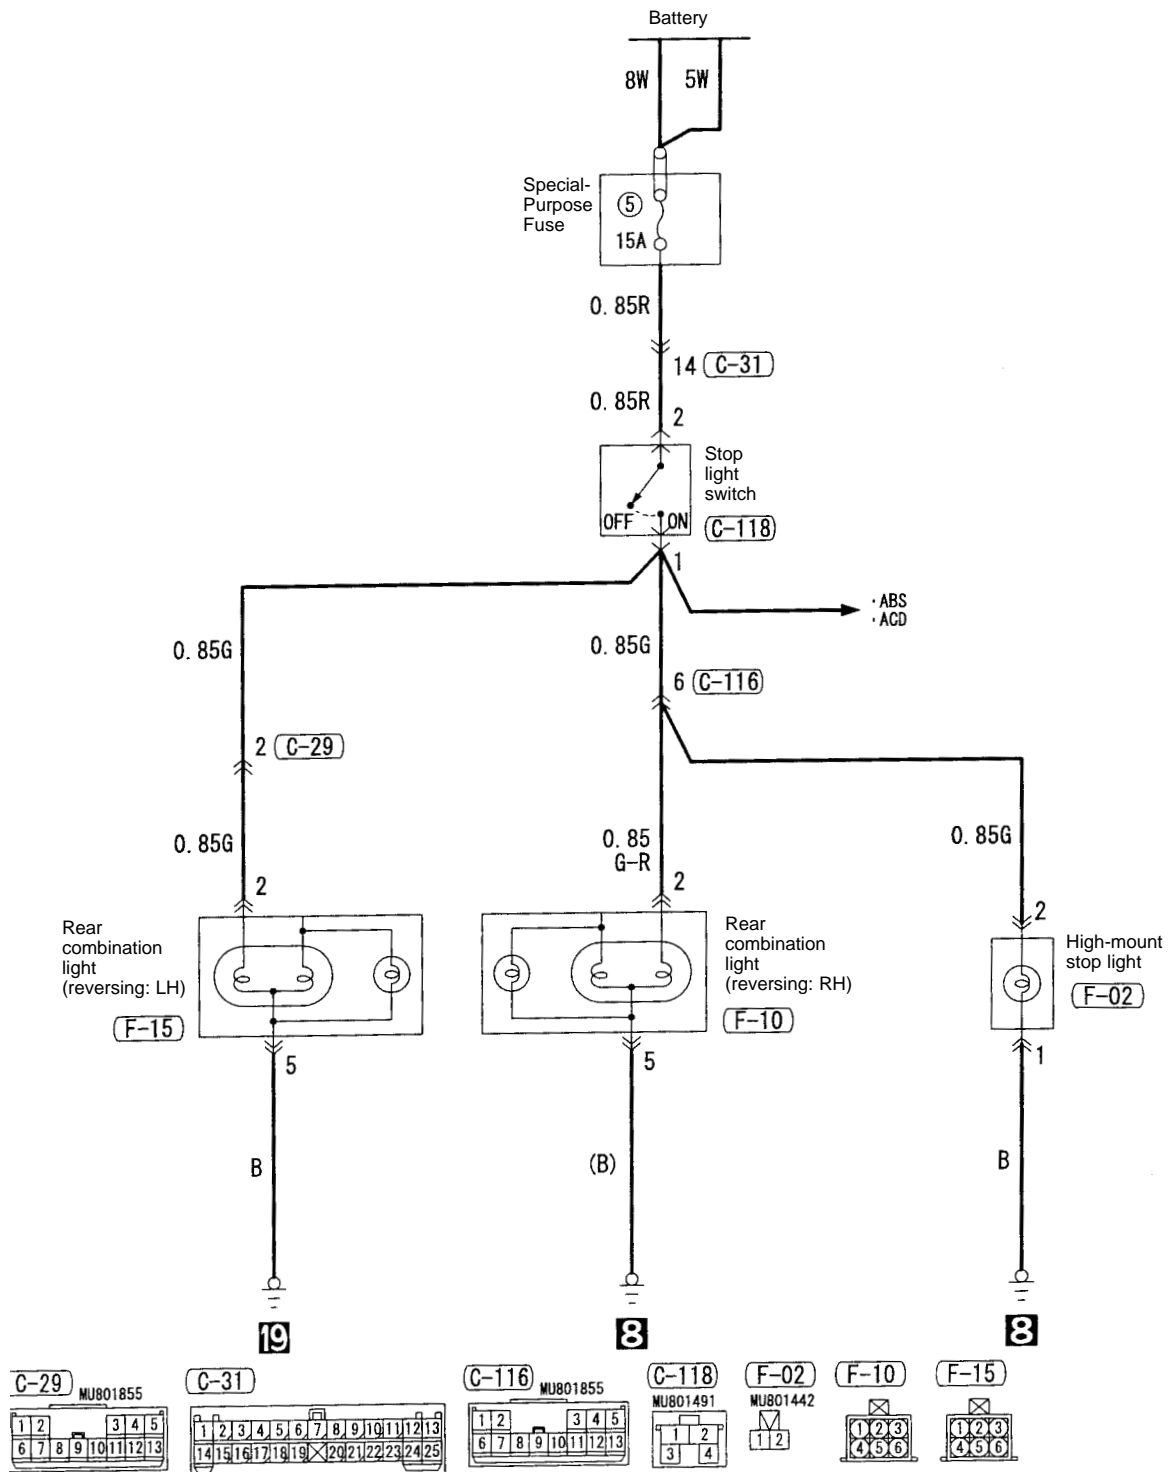 Battery
8W
5W
Special-
Purpose
Fuse
5
15A
0. 85R
14 C-31
0. 85R
2
Stop
light
switch
OFF ON
C-118
1
· ABS
· ACD
0. 85G
0. 85G
6 C-116
2 C-29
0. 85G
0. 85
G-R
0. 85G
2
2
2
Rear
combination
light
(reversing: LH)
F-15
Rear
combination
light
(reversing: RH)
F-10
High-mount
stop light
F-02
5
5
1
B
(B)
B
19
8
8
C-29
MU801855
1 2 3 4 5
6 7 8 9 10 11 12 13
C-31
1 2 3 4 5 6 7 8 9 10 11 12 13
14 15 16 17 18 19 20 21 22 23 24 25
C-116
MU801855
1 2 3 4 5
6 7 8 9 10 11 12 13
C-118
MU801491
1 2
3 4
F-02
MU801442
1 2
F-10
1 2 3
4 5 6
F-15
1 2 3
4 5 6